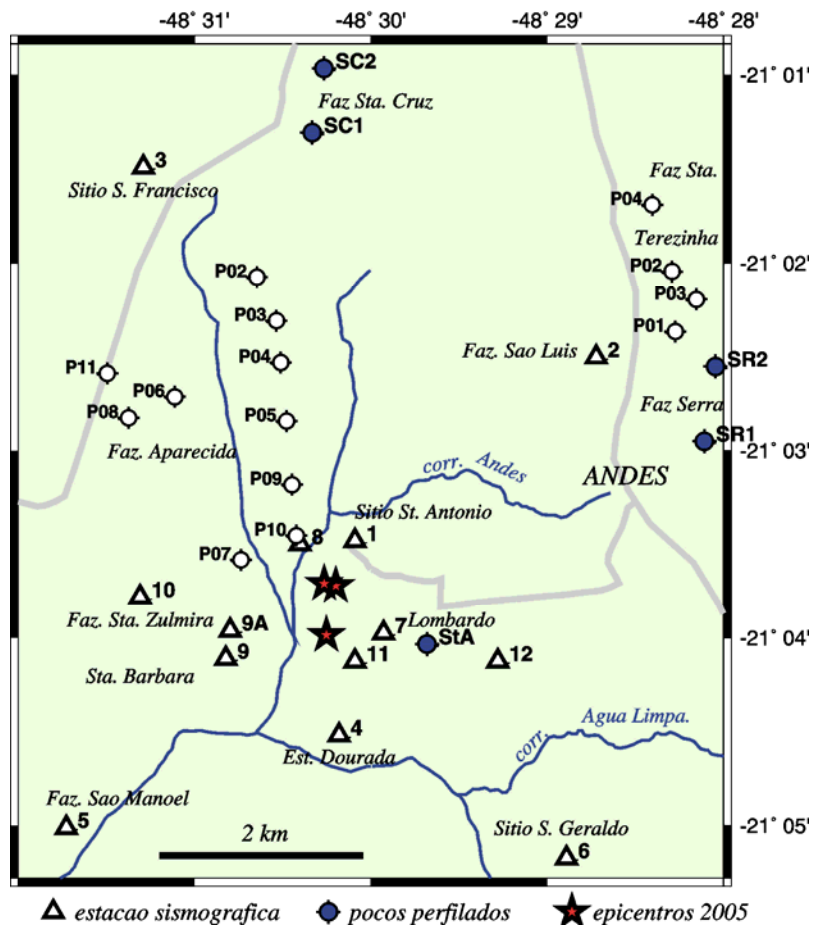 -48˚ 31'
-48˚ 30'
-48˚ 29'
-48˚ 28'
SC2
-21˚ 01'
Faz Sta. Cruz
SC1
3
Sitio S. Francisco
Faz Sta.
P04
Terezinha
-21˚ 02'
P02
P02
P03
P03
P01
P04
Faz. Sao Luis
2
SR2
P11
P06
P08
Faz Serra
P05
SR1
Faz. Aparecida
-21˚ 03'
corr. Andes
ANDES
P09
Sitio St. Antonio
P10
8
1
P07
10
Faz. Sta. Zulmira
9A
7
Lombardo
StA
-21˚ 04'
9
11
12
Sta. Barbara
4
Agua Limpa.
corr.
Est. Dourada
Faz. Sao Manoel
5
2 km
Sitio S. Geraldo
-21˚ 05'
6
estacao sismografica
pocos perfilados
epicentros 2005